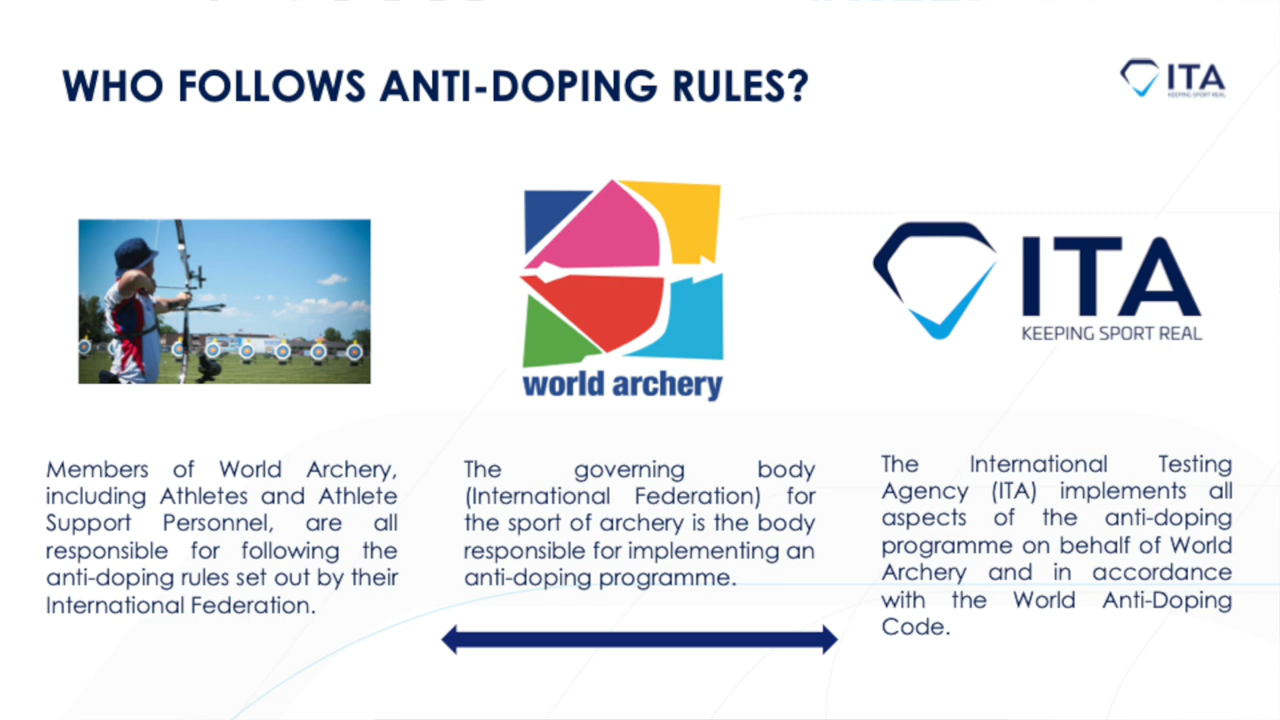 WHO FOLLOWS ANTI-DOPING RULES?
ITA
KEEPING SPORT REAL
world archery
ITA
KEEPING SPORT REAL
Members of World Archery,
including Athletes and Athlete
Support Personnel, are all
responsible for following the
anti-doping rules set out by their
International Federation.
The governing body
(International Federation) for
the sport of archery is the body
responsible for implementing an
anti-doping programme.
The International Testing
Agency (ITA) implements all
aspects of the anti-doping
programme on behalf of World
Archery and in accordance
with the World Anti-Doping
Code.